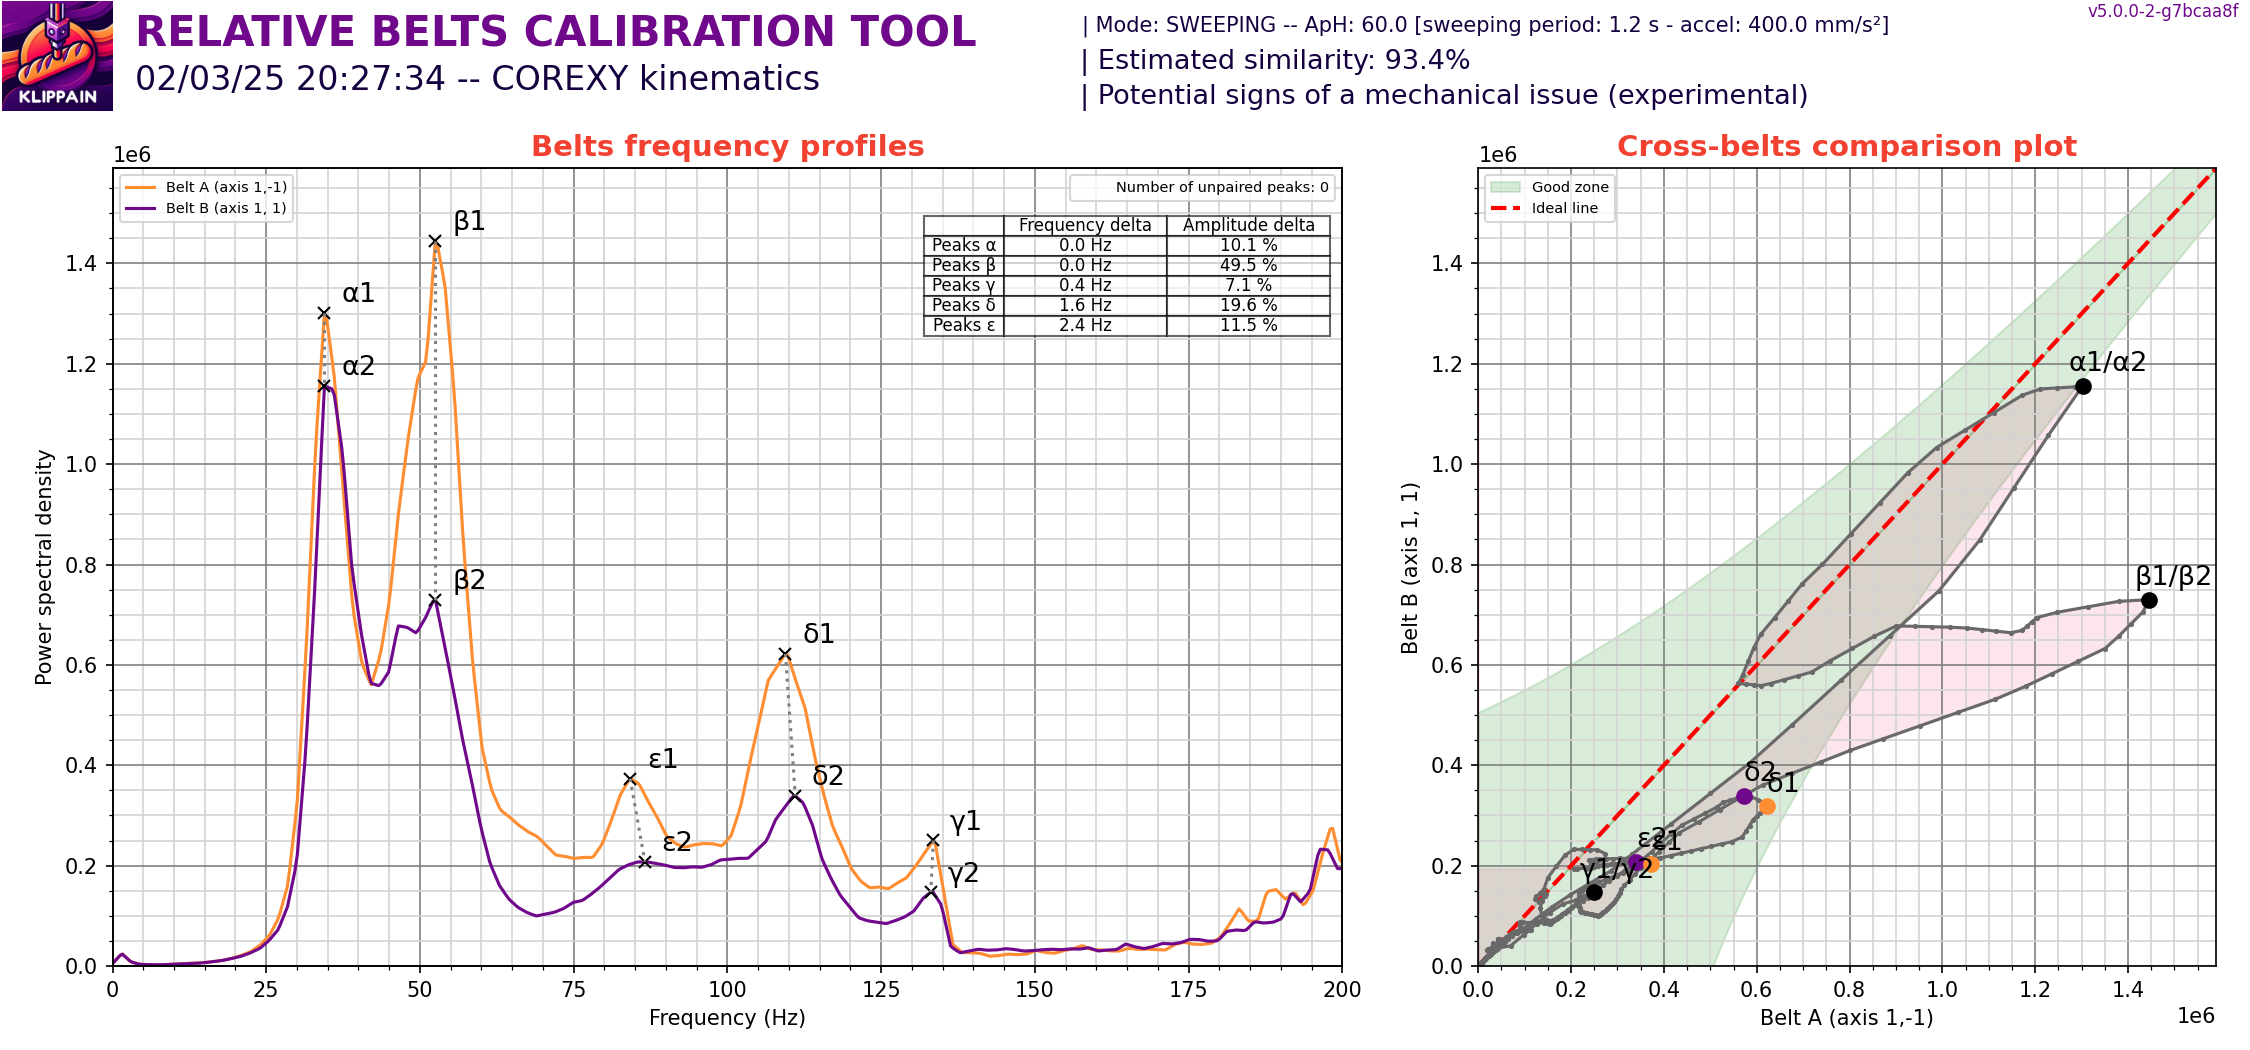 KLIPPAIN
RELATIVE BELTS CALIBRATION TOOL
02/03/25 20:27:34 -- COREXY kinematics
| Mode: SWEEPING -- ApH: 60.0 [sweeping period: 1.2 s - accel: 400.0 mm/s²]
| Estimated similarity: 93.4%
| Potential signs of a mechanical issue (experimental)
v5.0.0-2-g7bcaa8f
Belts frequency profiles
1e6
Belt A (axis 1,-1)
Belt B (axis 1, 1)
Number of unpaired peaks: 0
Frequency delta Amplitude delta
Peaks α 0.0 Hz 10.1 %
Peaks β 0.0 Hz 49.5 %
Peaks γ 0.4 Hz 7.1 %
Peaks δ 1.6 Hz 19.6 %
Peaks ε 2.4 Hz 11.5 %
β1
α1
α2
β2
δ1
ε1
δ2
ε2
γ1
γ2
1.4
1.2
1.0
0.8
0.6
0.4
0.2
0.0
Power spectral density
0 25 50 75 100 125 150 175 200
Frequency (Hz)
Cross-belts comparison plot
1e6
Good zone
Ideal line
α1/α2
β1/β2
δ2
δ1
ε2
ε1
γ1/γ2
1.4
1.2
1.0
0.8
0.6
0.4
0.2
0.0
Belt B (axis 1, 1)
0.0 0.2 0.4 0.6 0.8 1.0 1.2 1.4
Belt A (axis 1,-1)
1e6